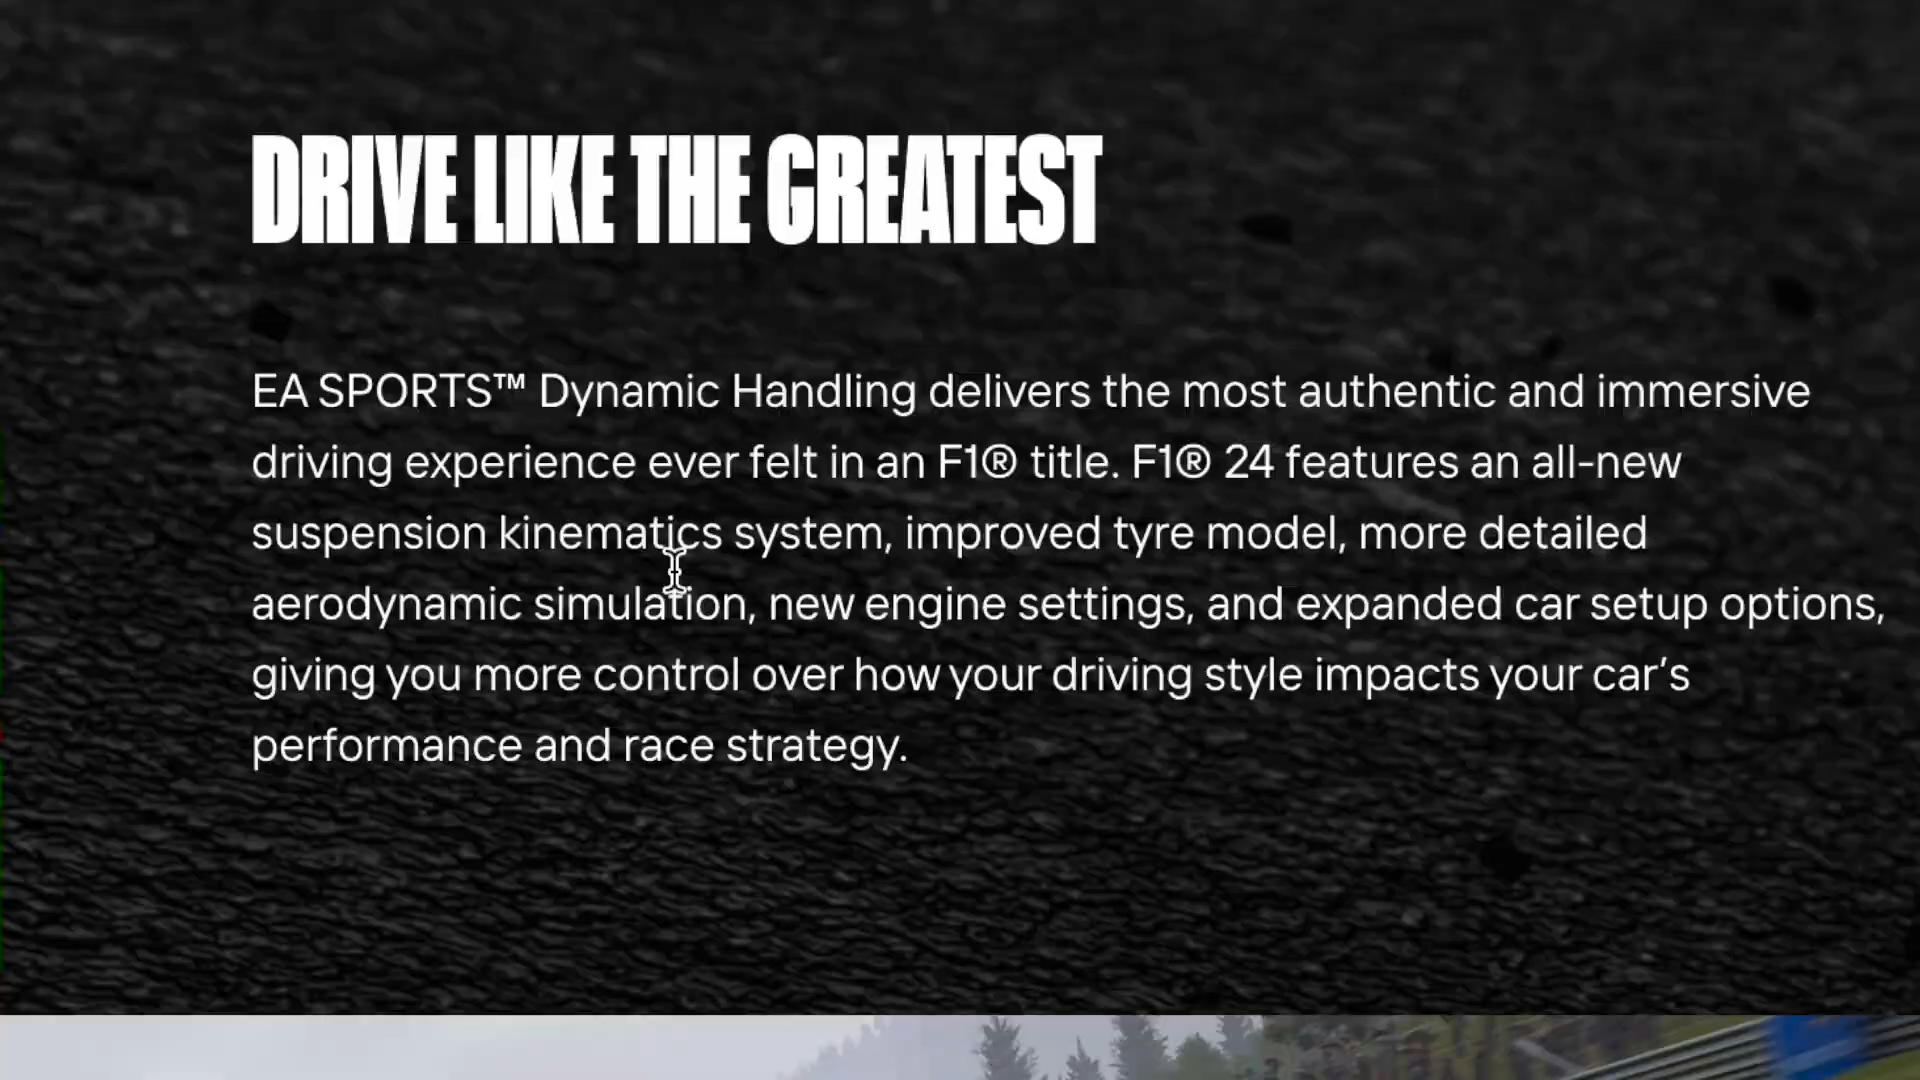 DRIVE LIKE THE GREATEST
EA SPORTS™ Dynamic Handling delivers the most authentic and immersive
driving experience ever felt in an F1® title. F1® 24 features an all-new
suspension kinematics system, improved tyre model, more detailed
aerodynamic simulation, new engine settings, and expanded car setup options,
giving you more control over how your driving style impacts your car’s
performance and race strategy.